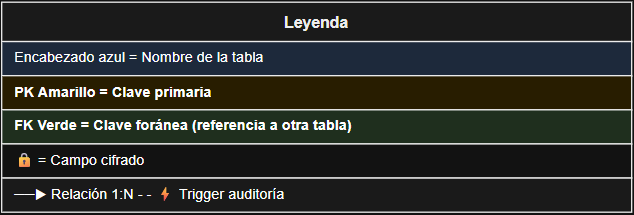 Leyenda
Encabezado azul = Nombre de la tabla
PK Amarillo = Clave primaria
FK Verde = Clave foránea (referencia a otra tabla)
🔒 = Campo cifrado
──▶ Relación 1:N - - ⚡ Trigger auditoría